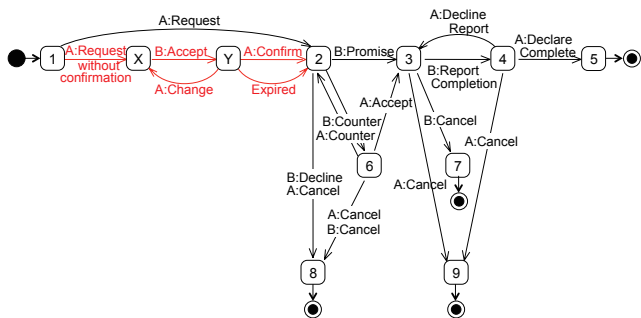 A:Request
A:Decline
Report
A:Declare
Complete
A:Request
without
confirmation
B:Accept
A:Confirm
B:Promise
B:Report
Completion
1
X
Y
2
3
4
5
A:Change
Expired
A:Accept
B:Counter
A:Counter
B:Cancel
A:Cancel
6
7
B:Decline
A:Cancel
A:Cancel
A:Cancel
B:Cancel
8
9